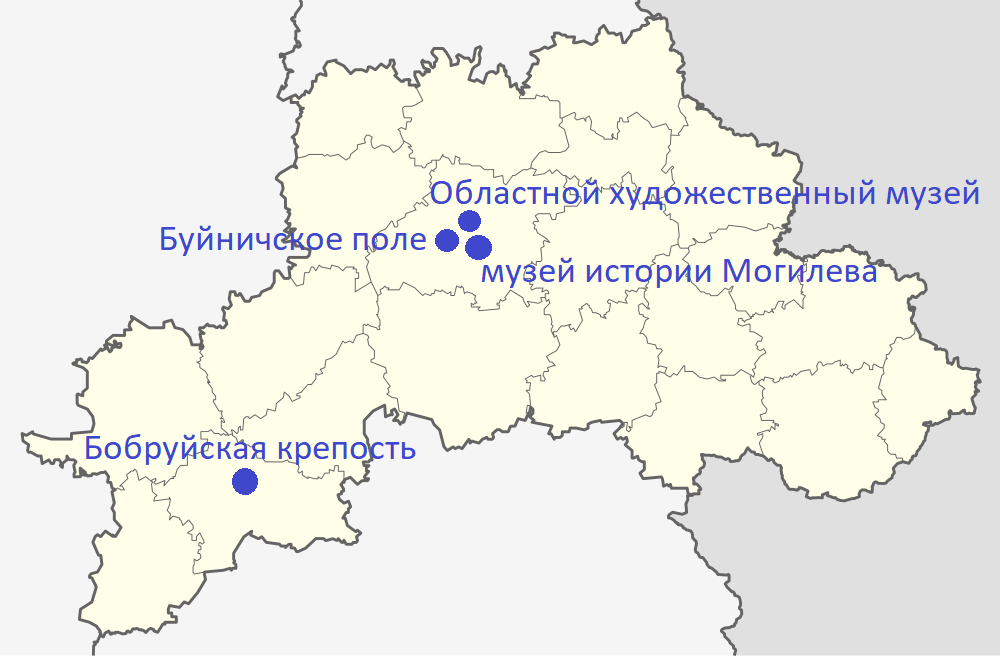 Областной художественный музей
Буйничское поле
музей истории Могилева
Бобруйская крепость